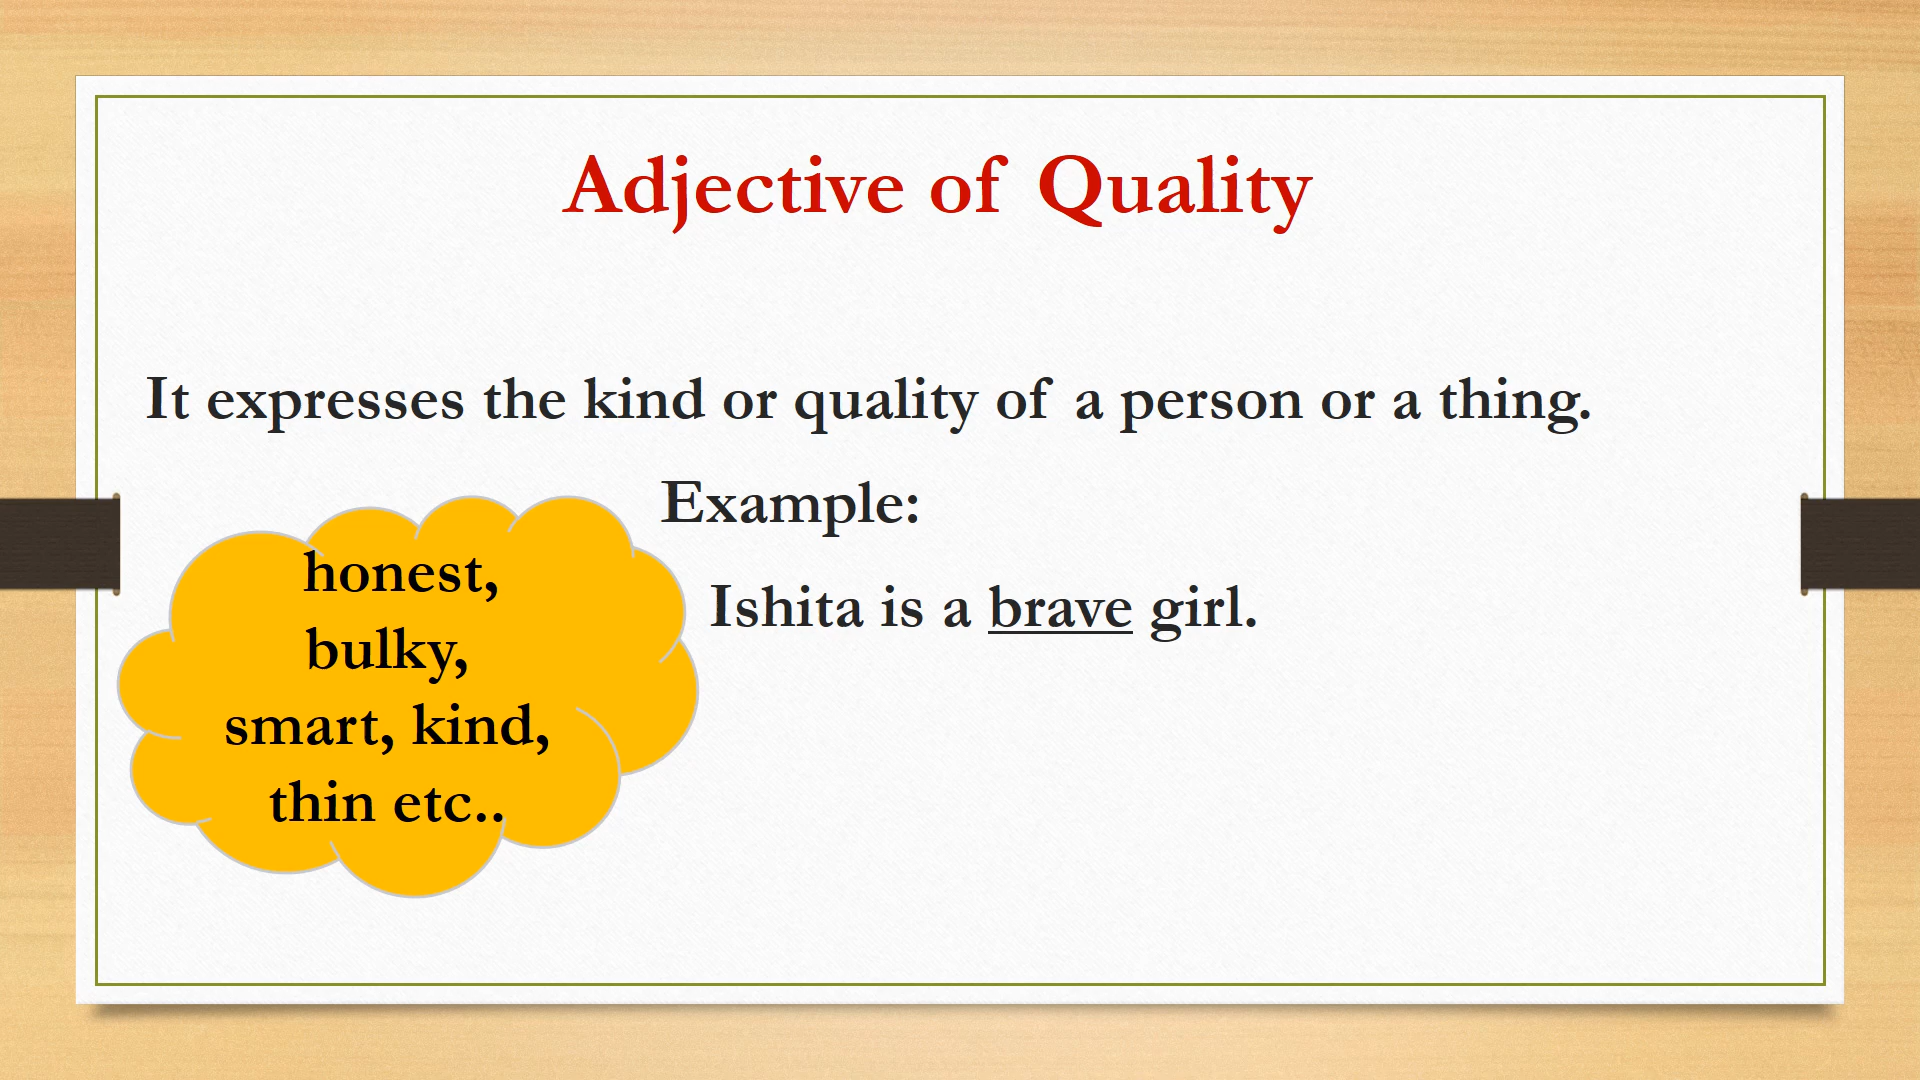 Adjective of Quality
It expresses the kind or quality of a person or a thing.
Example:
Ishita is a brave girl.
honest,
bulky,
smart, kind,
thin etc..